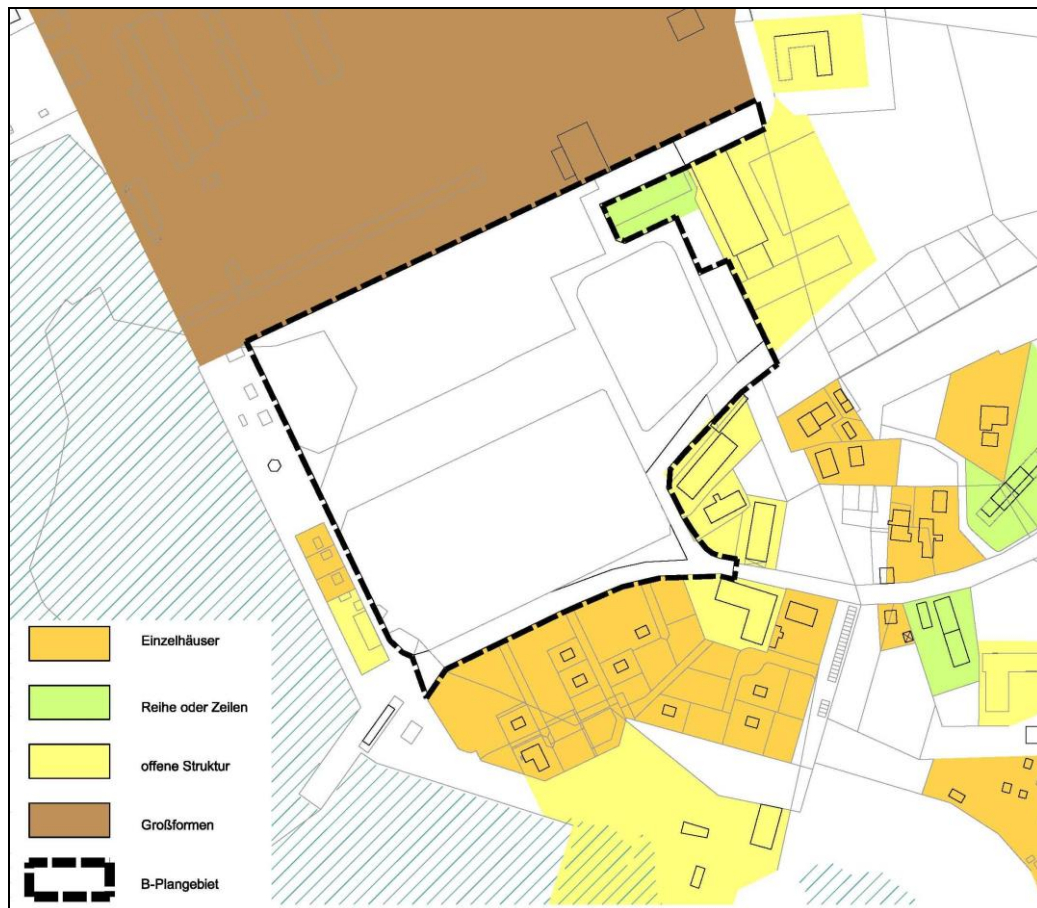 Einzelhäuser
Reihe oder Zeilen
offene Struktur
Großformen
B-Plangebiet